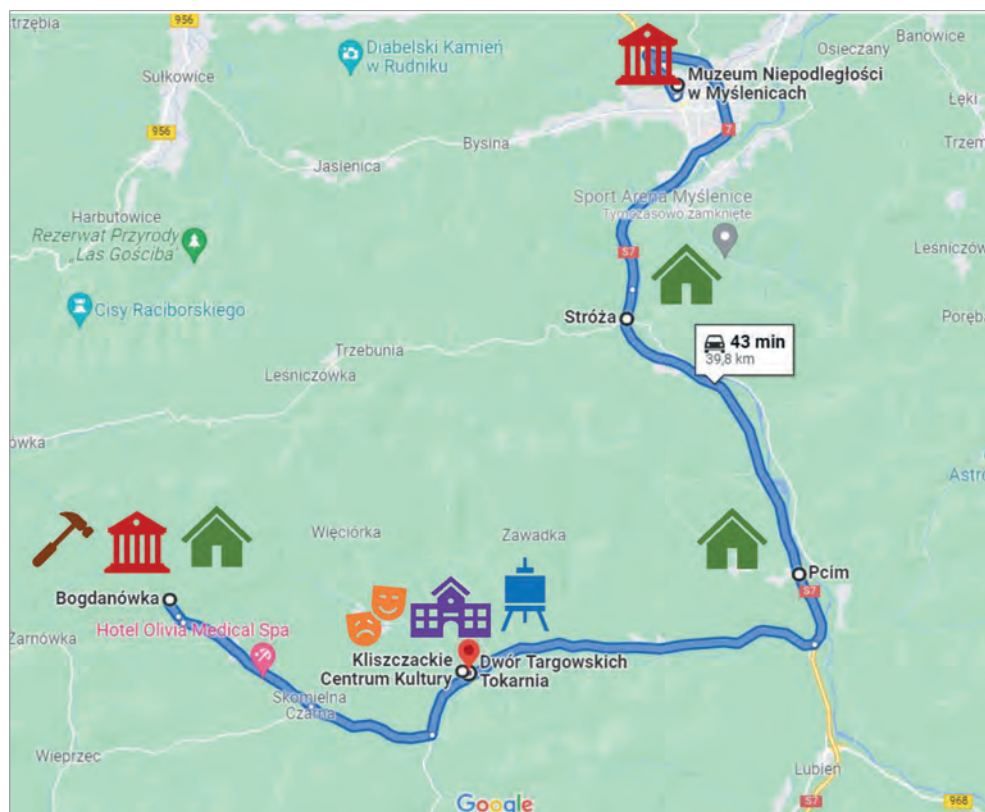 trzębia
956
Diabelski Kamień
w Rudniku
Sułkowice
956
Muzeum Niepodległości
w Myślenicach
Osieczany
Banowice
Łęki
7
Bysina
Trzem
Jasienica
Sport Arena Myślenice
Tymczasowo zamknięte
Harbutowice
Rezerwat Przyrody
„Las Gościba”
S7
Leśniczów
Cisy Raciborskiego
Stróża
Poręba
43 min
39,8 km
Trzebunia
Leśniczówka
ówka
Astro
Więciórka
Zawadka
Pcim
S7
Bogdanówka
Żarnówka
Hotel Olivia Medical Spa
Kliszczackie
Centrum Kultury
Dwór Targowskich
Tokarnia
Skomielna
Czarna
Wieprzec
Lubień
Google
S7
968